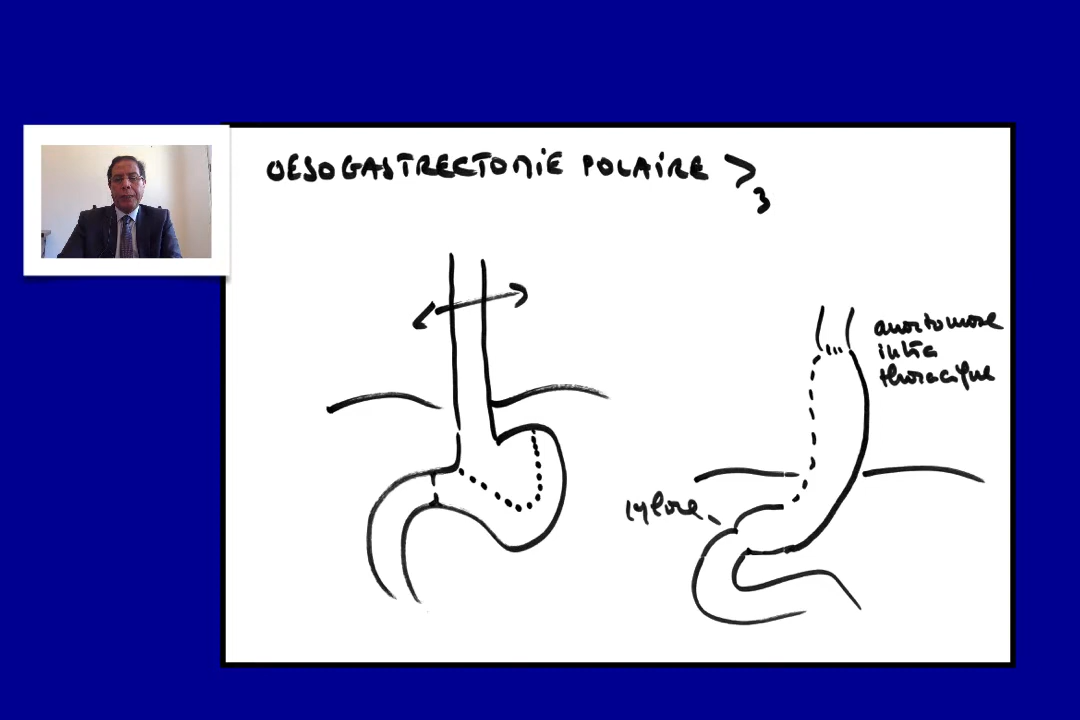 OESOGASTRECTOMIE POLAIRE >
3
anastomose
intra
thoracique
pylore